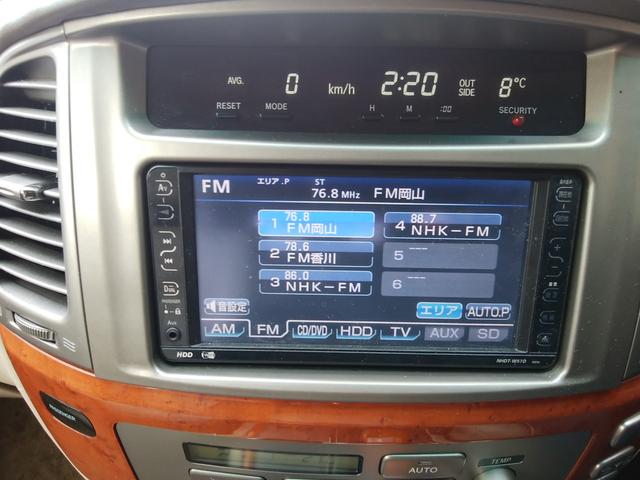 AVG. 0 km/h 2:20 OUT SIDE 8°C
RESET MODE H M :00 SECURITY
FM エリア.P ST 76.8 MHz FM岡山
1 76.8 FM岡山
4 88.7 NHK-FM
2 78.6 FM香川
5 ---
3 86.0 NHK-FM
6 ---
音設定 エリア AUTO.P
AM FM CD/DVD HDD TV AUX SD
PASSENGER
Aux
HDD NHDT-W57D
PASSENGER
AUTO
TEMP